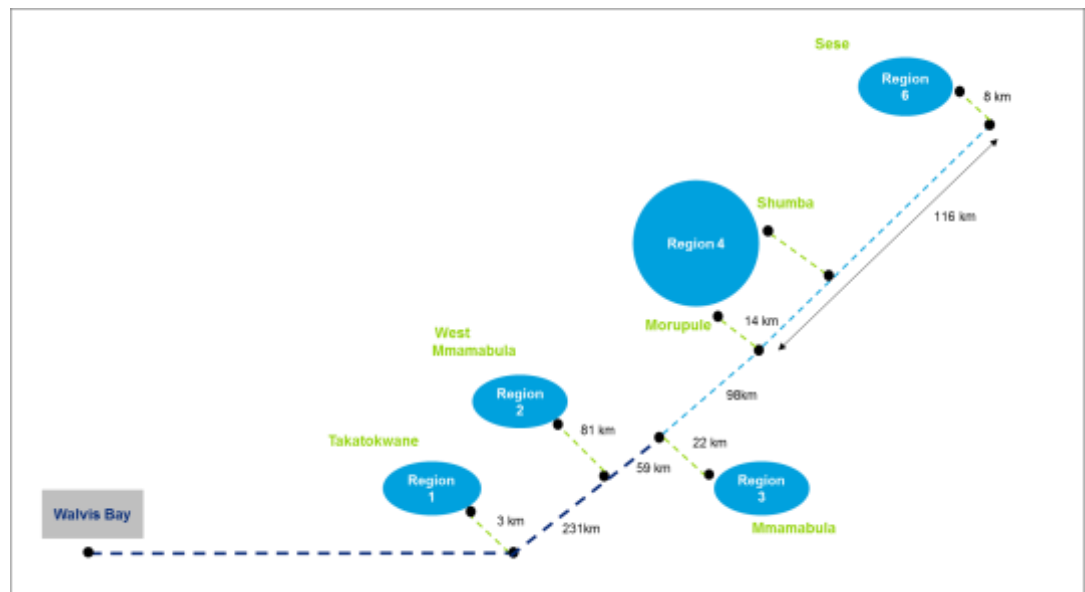 Sese
Region
6
8 km
116 km
Shumba
Region 4
Morupule
14 km
98km
West
Mmamabula
Region
2
81 km
59 km
22 km
Region
3
Mmamabula
Takatokwane
Region
1
3 km
231km
Walvis Bay